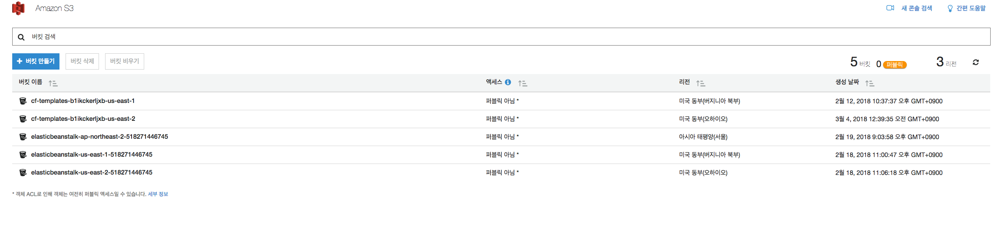 Amazon S3 새 콘솔 검색 간편 도움말
버킷 검색
버킷 만들기 버킷 삭제 버킷 비우기 5 버킷 0 퍼블릭 3 리전
버킷 이름 액세스 리전 생성 날짜
cf-templates-b1ikckerljxb-us-east-1 퍼블릭 아님 * 미국 동부(버지니아 북부) 2월 12, 2018 10:37:37 오후 GMT+0900
cf-templates-b1ikckerljxb-us-east-2 퍼블릭 아님 * 미국 동부(오하이오) 3월 4, 2018 12:39:35 오전 GMT+0900
elasticbeanstalk-ap-northeast-2-518271446745 퍼블릭 아님 * 아시아 태평양(서울) 2월 19, 2018 9:03:58 오후 GMT+0900
elasticbeanstalk-us-east-1-518271446745 퍼블릭 아님 * 미국 동부(버지니아 북부) 2월 18, 2018 11:00:47 오후 GMT+0900
elasticbeanstalk-us-east-2-518271446745 퍼블릭 아님 * 미국 동부(오하이오) 2월 18, 2018 11:06:18 오후 GMT+0900
* 객체 ACL로 인해 객체는 여전히 퍼블릭 액세스일 수 있습니다. 세부 정보